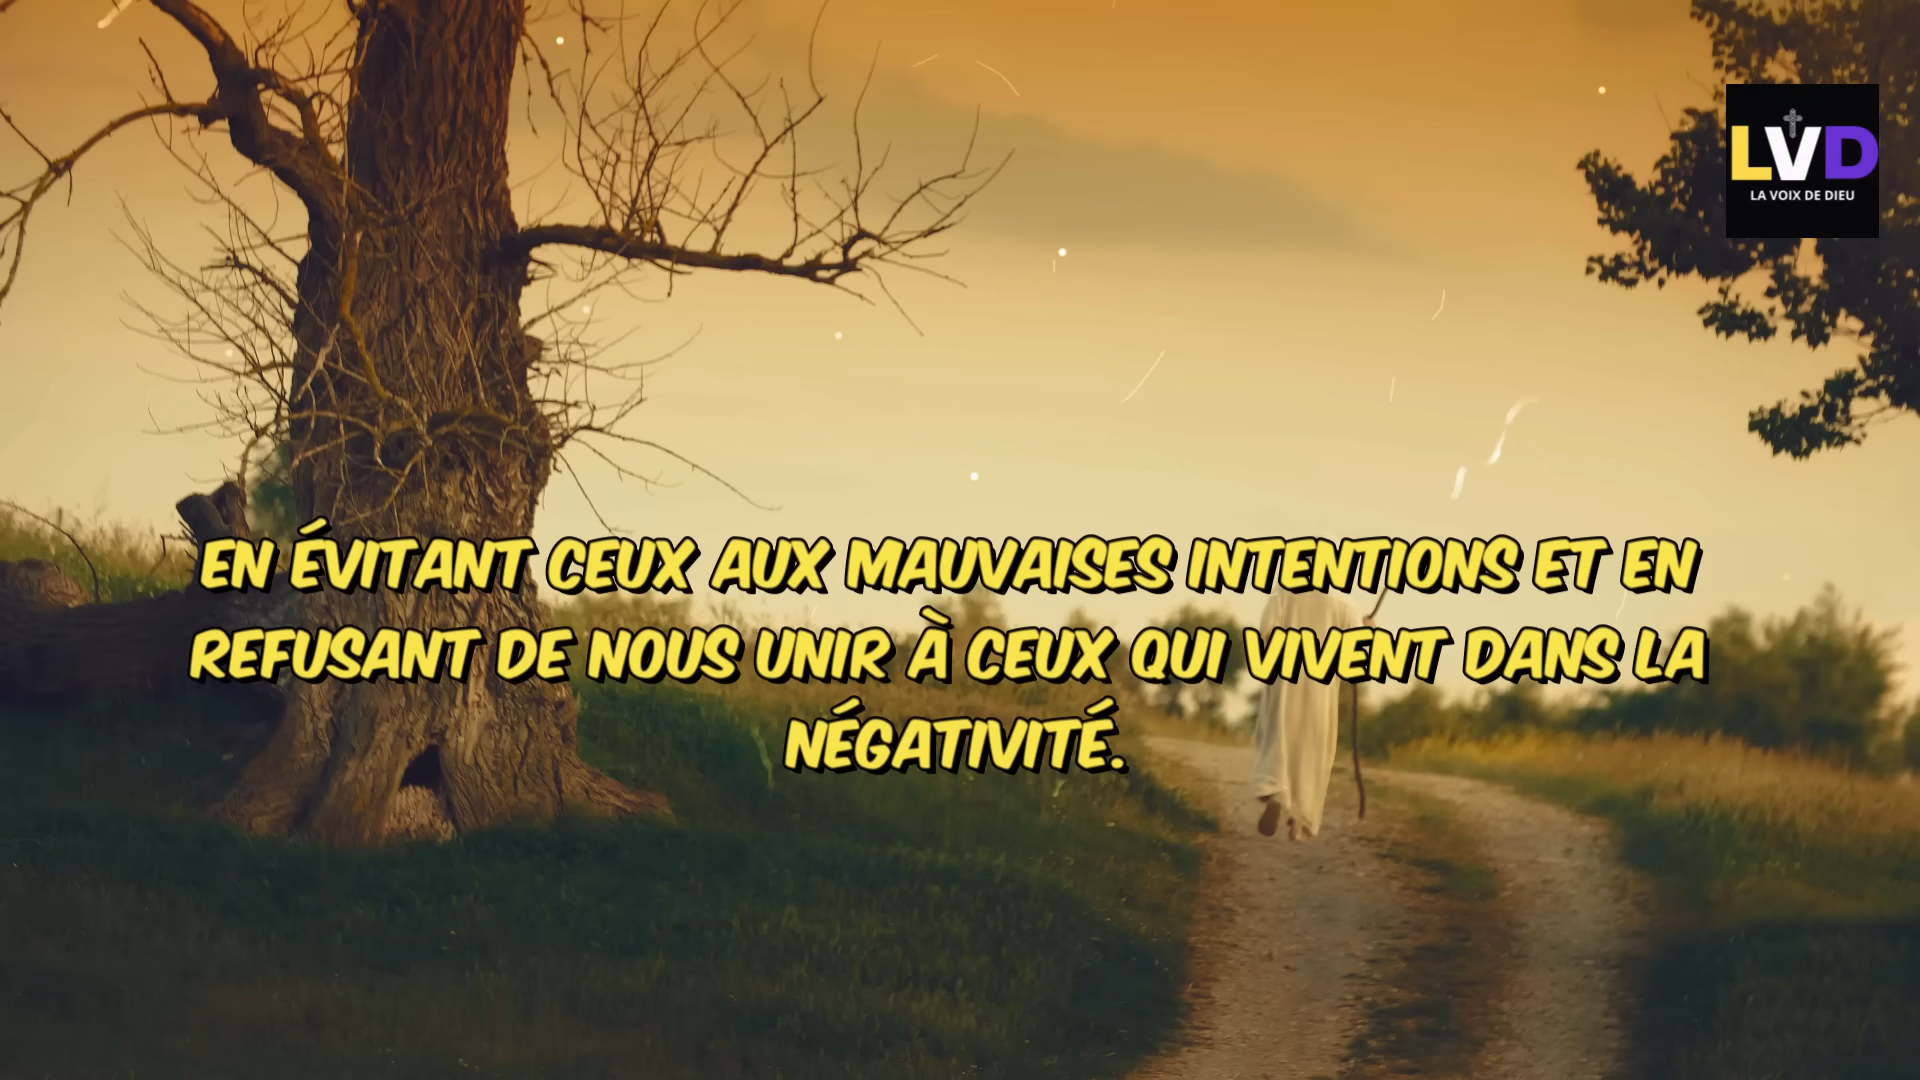 LVD
LA VOIX DE DIEU
EN ÉVITANT CEUX AUX MAUVAISES INTENTIONS ET EN
REFUSANT DE NOUS UNIR À CEUX QUI VIVENT DANS LA
NÉGATIVITÉ.